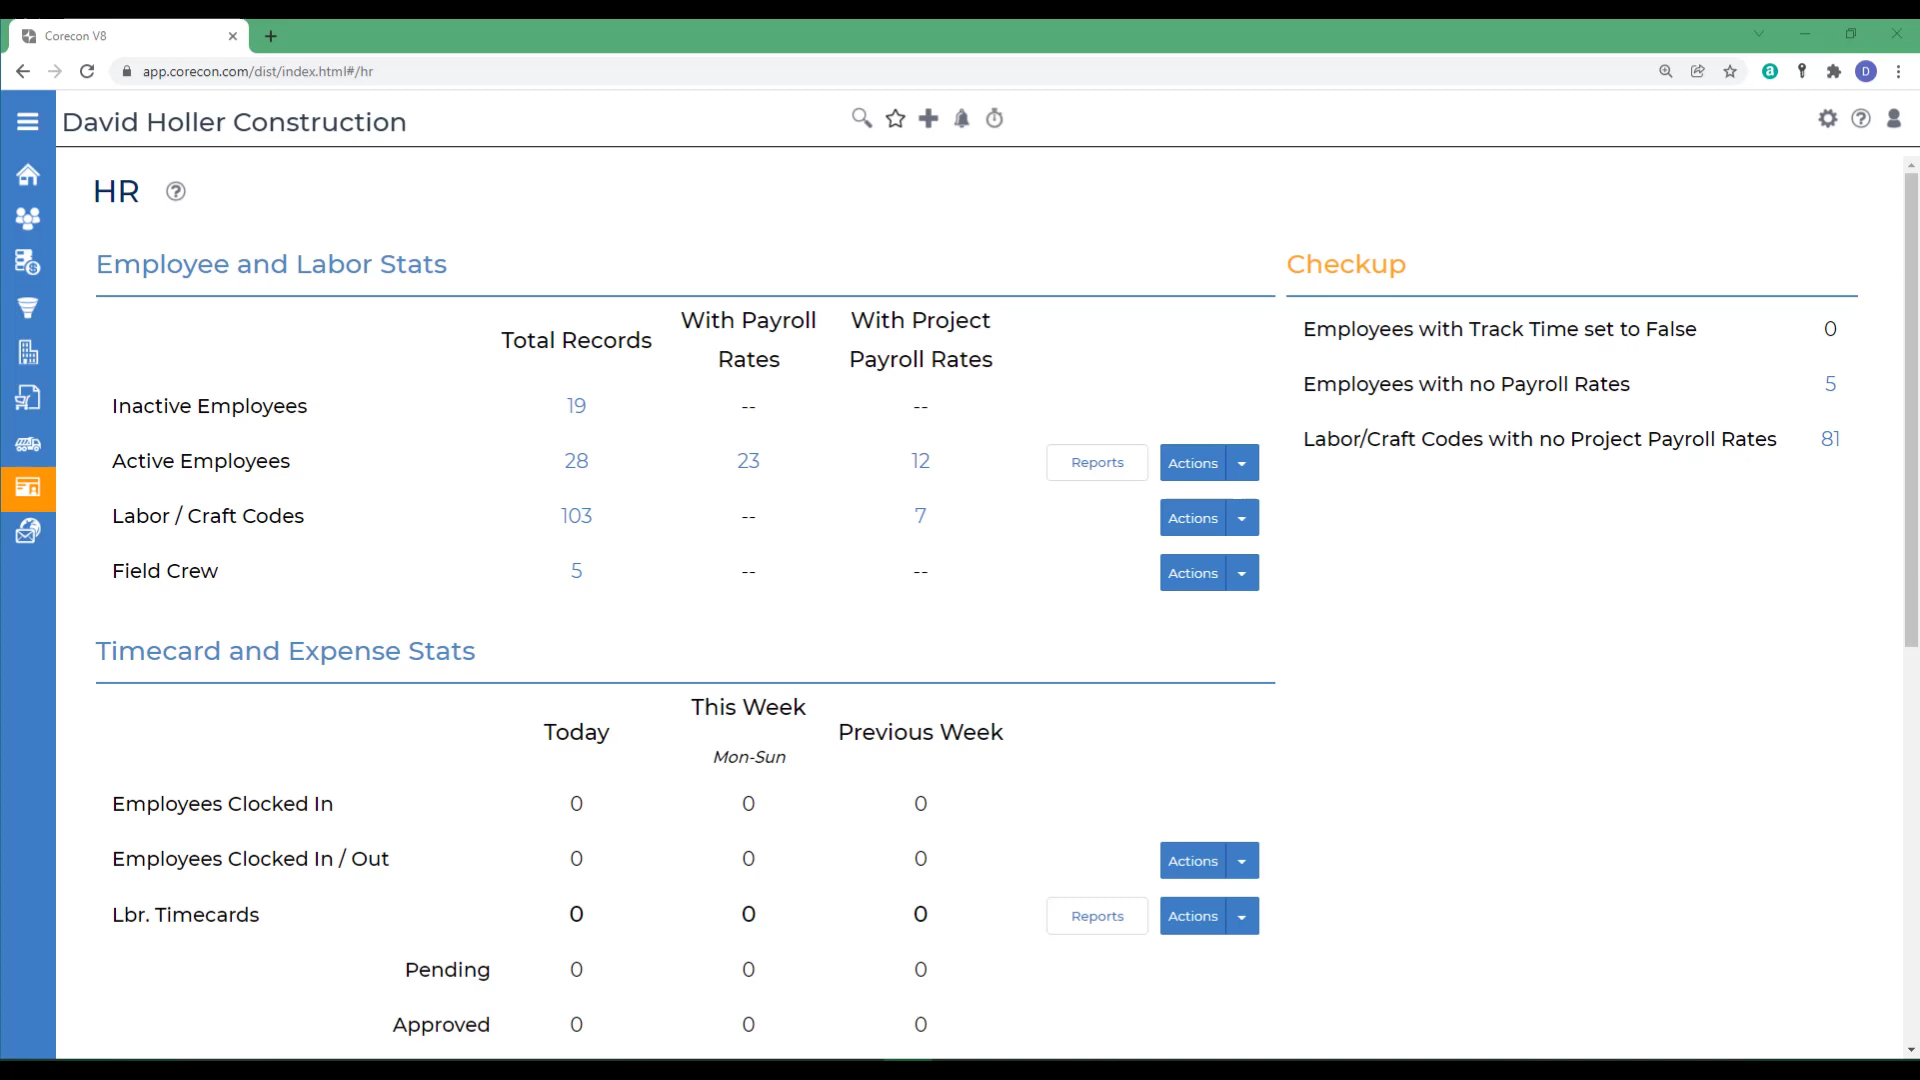 Corecon V8
app.corecon.com/dist/index.html#/hr
a
D
David Holler Construction
HR
Employee and Labor Stats
Total Records
With Payroll
Rates
With Project
Payroll Rates
Inactive Employees 19 -- --
Active Employees 28 23 12 Reports Actions
Labor / Craft Codes 103 -- 7 Actions
Field Crew 5 -- -- Actions
Checkup
Employees with Track Time set to False 0
Employees with no Payroll Rates 5
Labor/Craft Codes with no Project Payroll Rates 81
Timecard and Expense Stats
Today
This Week
Mon-Sun
Previous Week
Employees Clocked In 0 0 0
Employees Clocked In / Out 0 0 0 Actions
Lbr. Timecards 0 0 0 Reports Actions
Pending 0 0 0
Approved 0 0 0